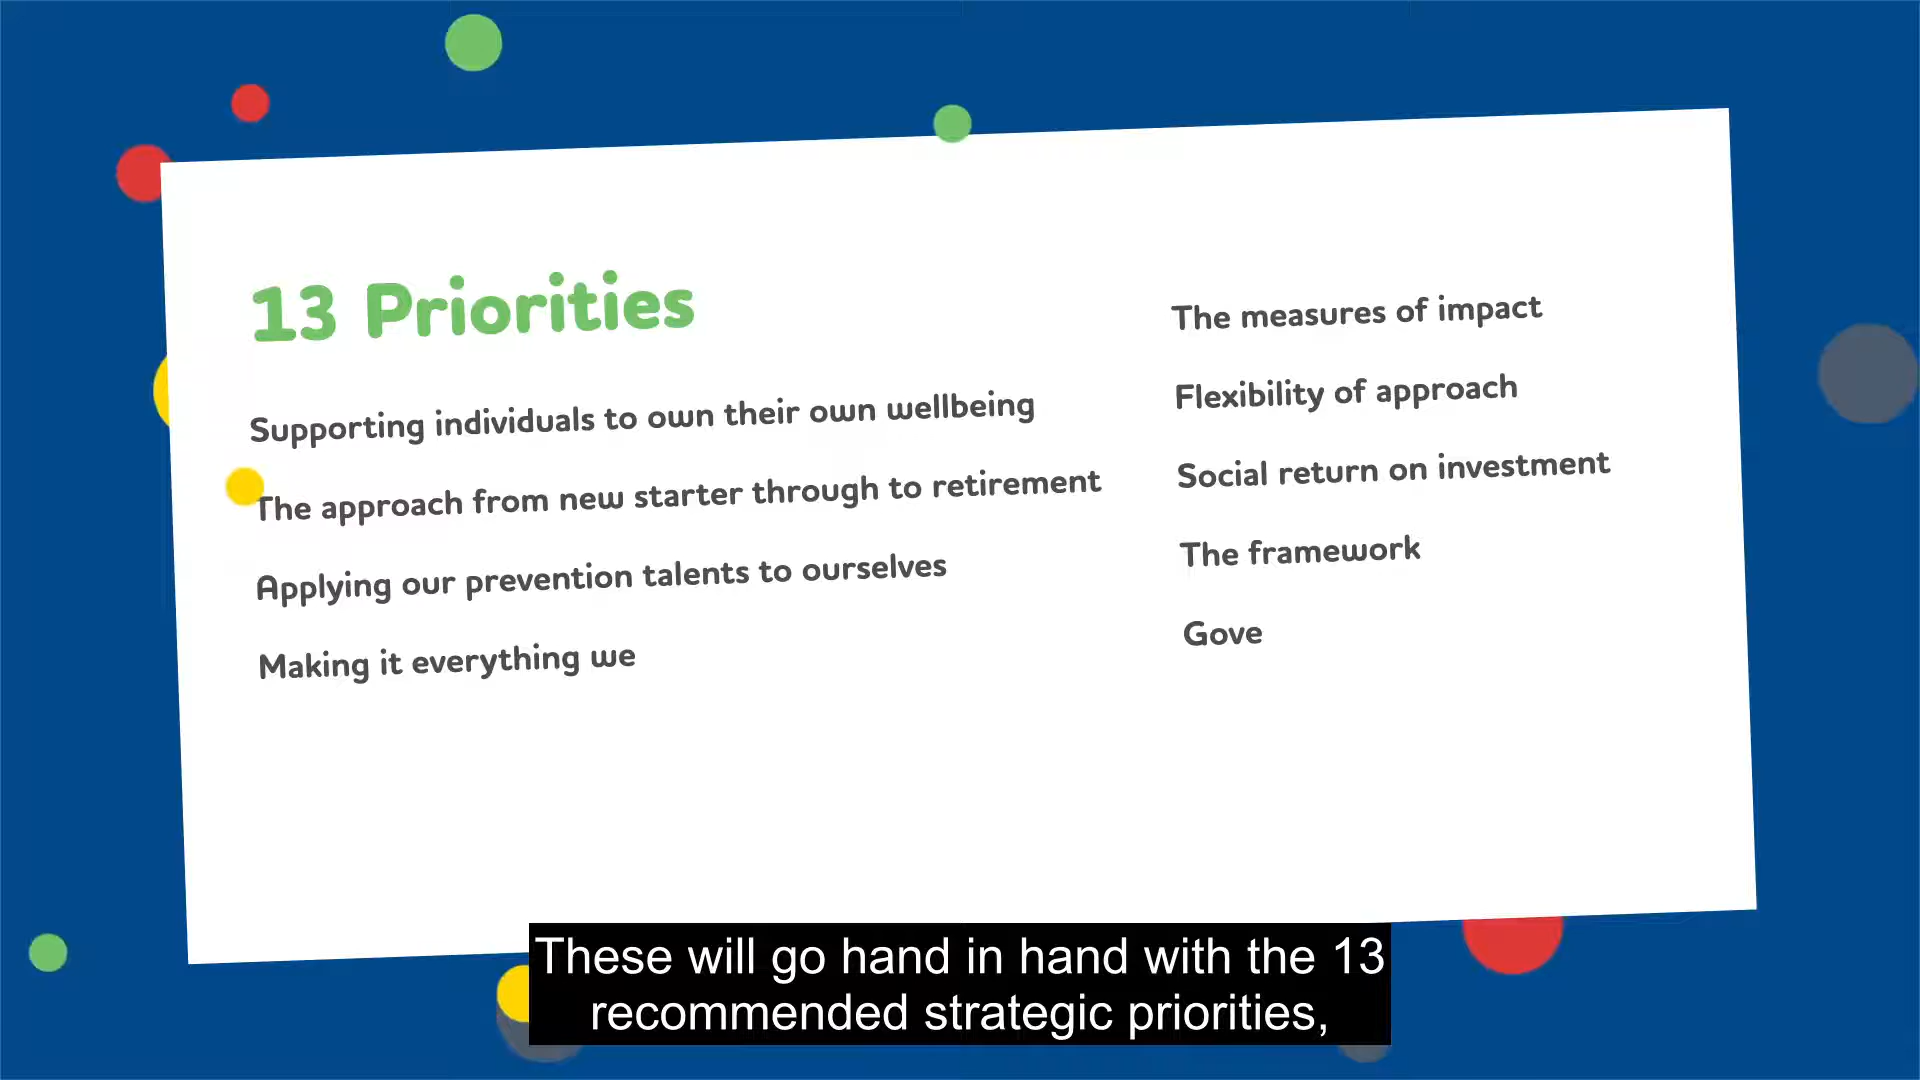 13 Priorities
Supporting individuals to own their own wellbeing
The approach from new starter through to retirement
Applying our prevention talents to ourselves
Making it everything we
The measures of impact
Flexibility of approach
Social return on investment
The framework
Gove
These will go hand in hand with the 13
recommended strategic priorities,